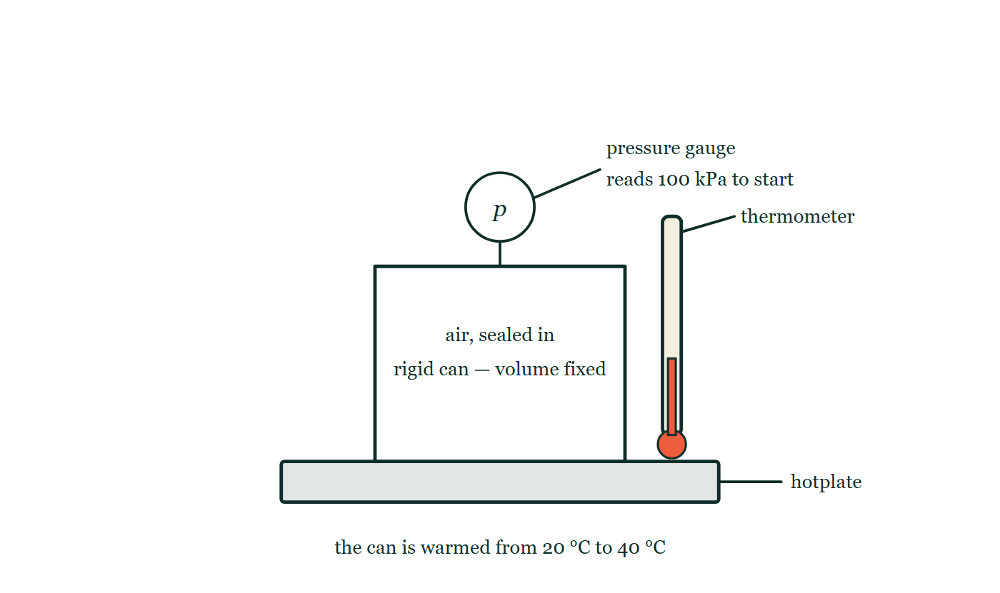 pressure gauge
reads 100 kPa to start
p
thermometer
air, sealed in
rigid can — volume fixed
hotplate
the can is warmed from 20 °C to 40 °C